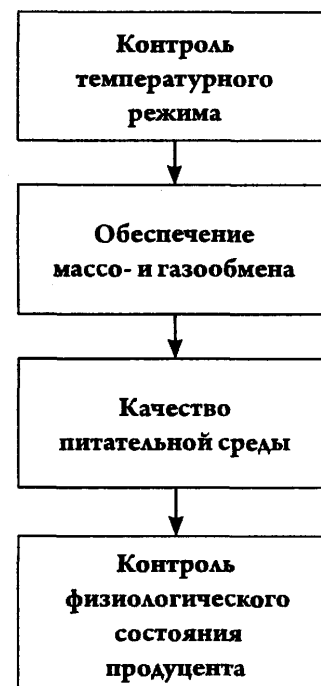 Контроль
температурного
режима
Обеспечение
массо- и газообмена
Качество
питательной среды
Контроль
физиологического
состояния
продуцента